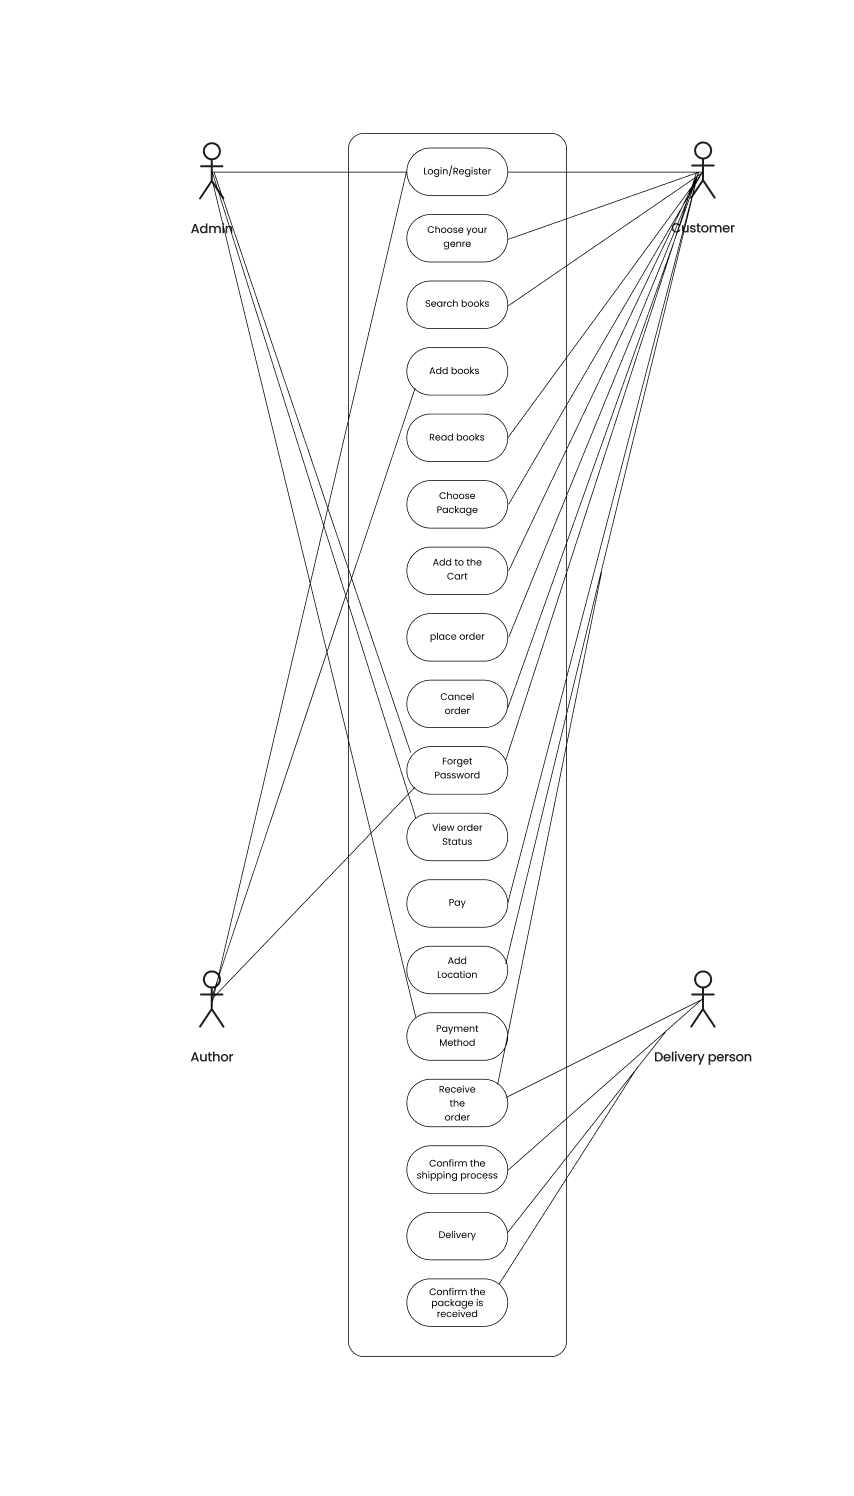 Login/Register
Admin
Customer
Choose your
genre
Search books
Add books
Read books
Choose
Package
Add to the
Cart
place order
Cancel
order
Forget
Password
View order
Status
Pay
Add
Location
Payment
Method
Author
Delivery person
Receive
the
order
Confirm the
shipping process
Delivery
Confirm the
package is
received